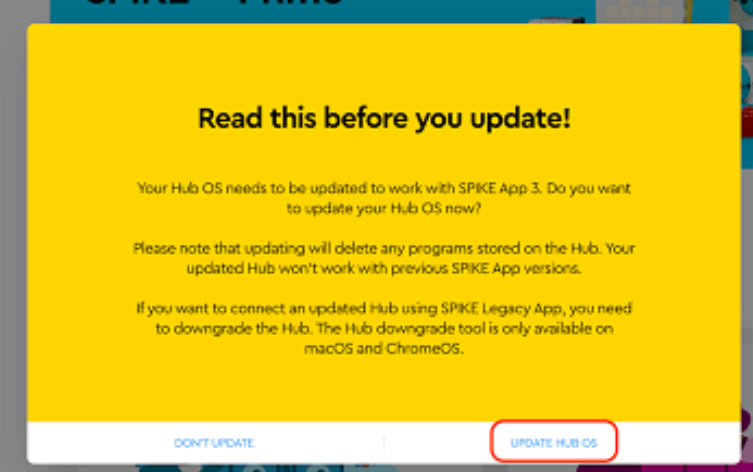 SPIKE™ Prime
Read this before you update!
Your Hub OS needs to be updated to work with SPIKE App 3. Do you want
to update your Hub OS now?
Please note that updating will delete any programs stored on the Hub. Your
updated Hub won't work with previous SPIKE App versions.
If you want to connect an updated Hub using SPIKE Legacy App, you need
to downgrade the Hub. The Hub downgrade tool is only available on
macOS and ChromeOS.
DON'T UPDATE
UPDATE HUB OS